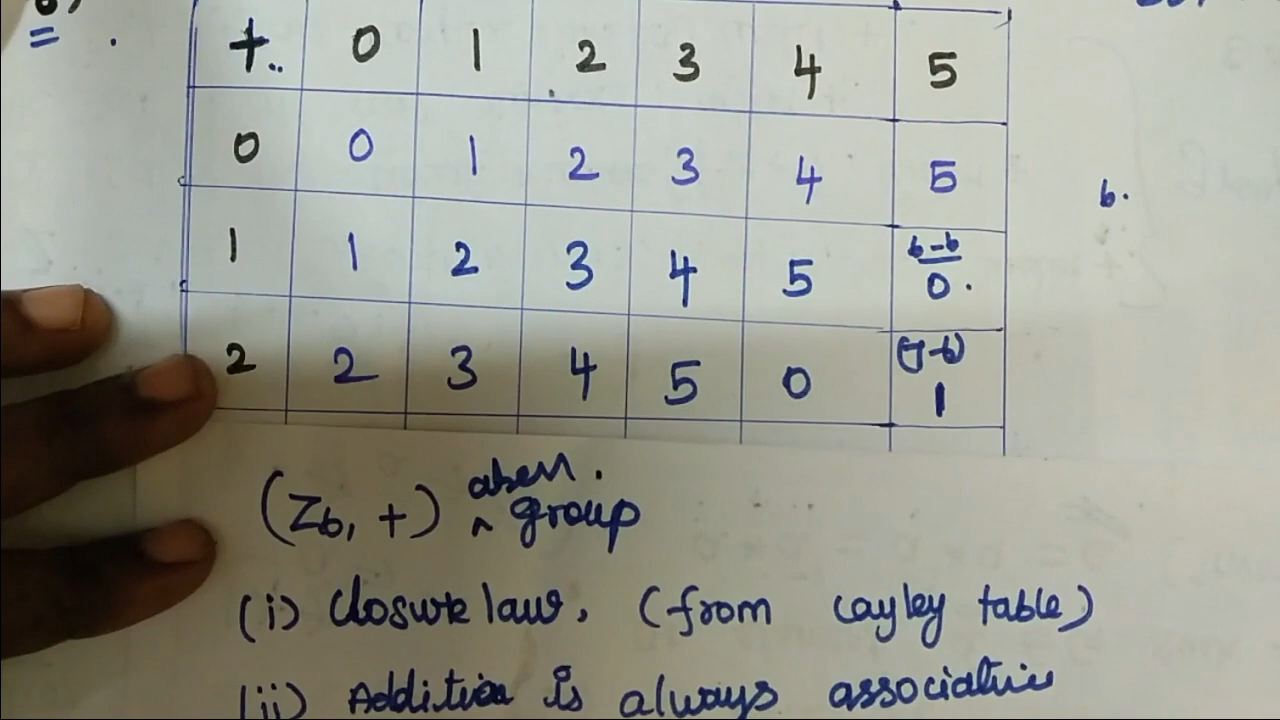 + 0 1 2 3 4 5
0 0 1 2 3 4 5
1 1 2 3 4 5 6-6
0.
2 2 3 4 5 0 (7-6)
1
6.
abelian.
(Z6, +) ^ group
(i) closure law, (from cayley table)
(ii) Addition is always associative